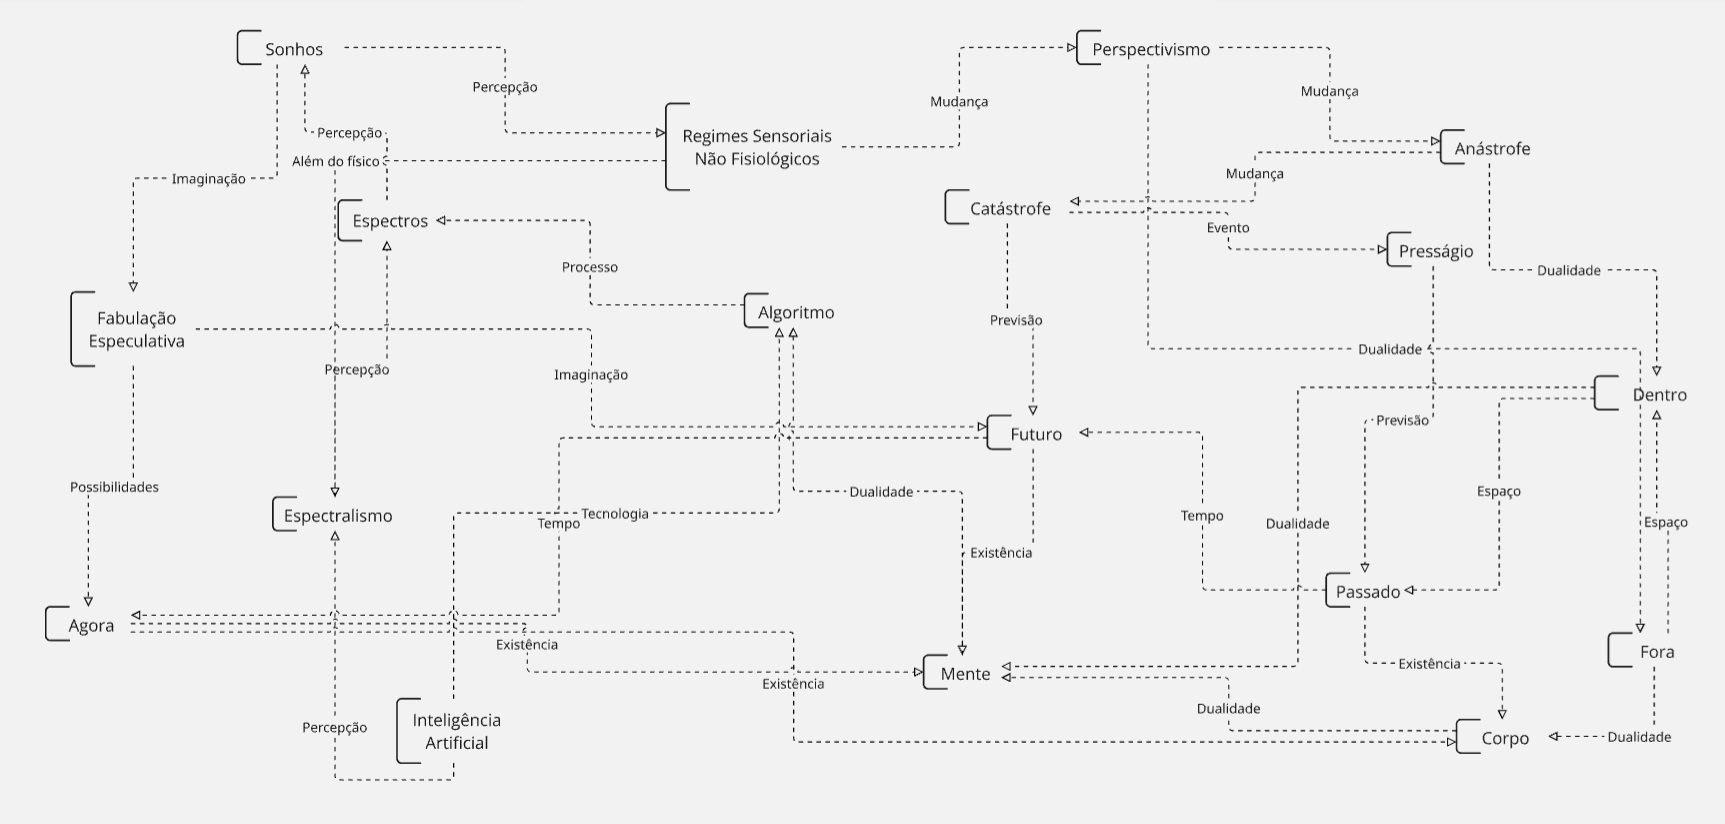 Sonhos
Perspectivismo
Percepção
Mudança
Mudança
Percepção
Regimes Sensoriais
Não Fisiológicos
Anástrofe
Além do físico
Imaginação
Mudança
Catástrofe
Espectros
Evento
Presságio
Processo
Dualidade
Algoritmo
Fabulação
Especulativa
Previsão
Dualidade
Percepção
Imaginação
Dentro
Previsão
Futuro
Possibilidades
Dualidade
Espaço
Espectralismo
Tecnologia
Tempo
Tempo
Dualidade
Espaço
Existência
Passado
Agora
Existência
Fora
Existência
Mente
Existência
Dualidade
Percepção
Inteligência
Artificial
Corpo
Dualidade